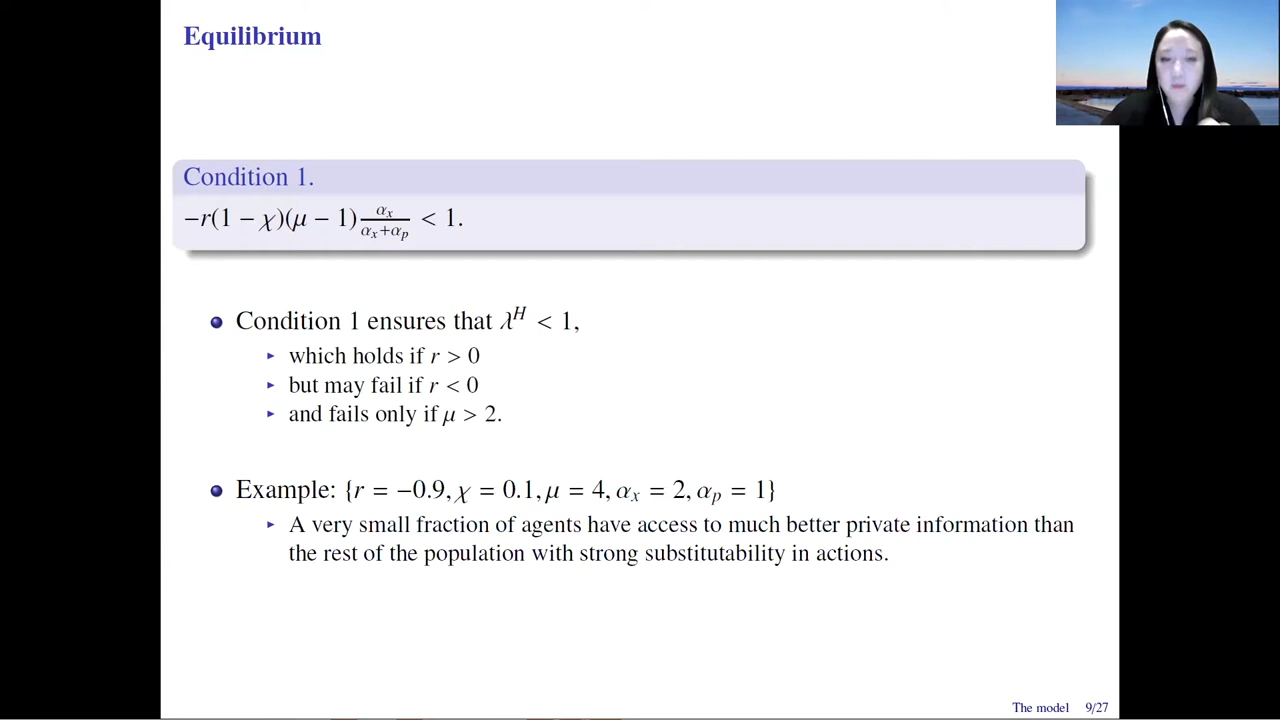 Equilibrium
Condition 1.
−r(1 − χ)(μ − 1) αₓ/(αₓ+αₚ) < 1.
Condition 1 ensures that λᴴ < 1,
which holds if r > 0
but may fail if r < 0
and fails only if μ > 2.
Example: {r = −0.9, χ = 0.1, μ = 4, αₓ = 2, αₚ = 1}
A very small fraction of agents have access to much better private information than
the rest of the population with strong substitutability in actions.
The model 9/27